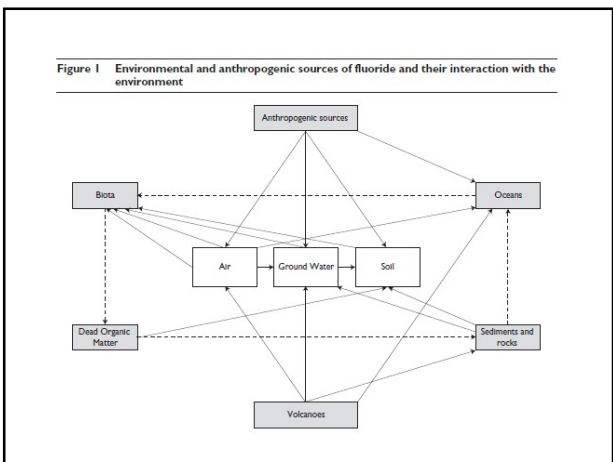 Figure 1 Environmental and anthropogenic sources of fluoride and their interaction with the
environment
Anthropogenic sources
Biota
Oceans
Air
Ground Water
Soil
Dead Organic
Matter
Sediments and
rocks
Volcanoes